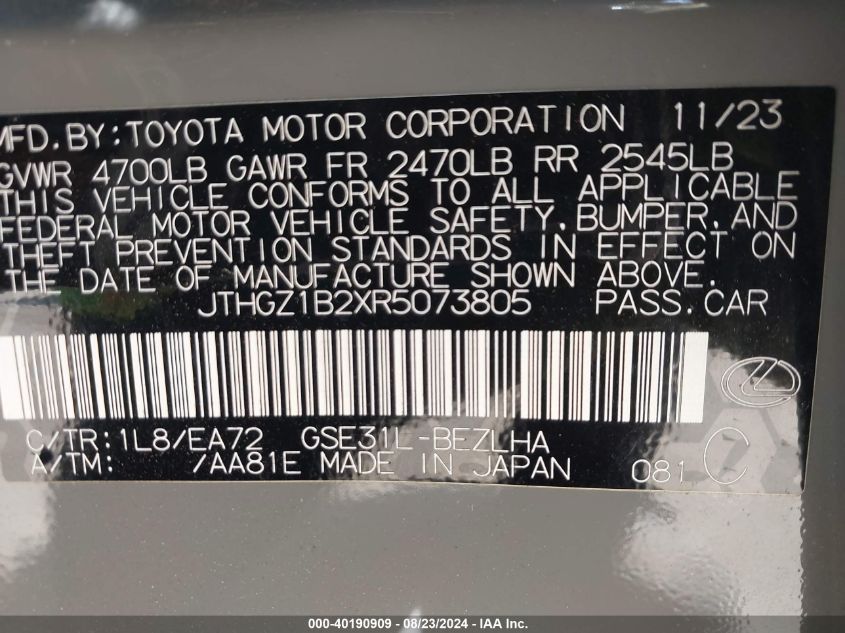 MFD.BY:TOYOTA MOTOR CORPORATION 11/23
GVWR 4700LB GAWR FR 2470LB RR 2545LB
THIS VEHICLE CONFORMS TO ALL APPLICABLE
FEDERAL MOTOR VEHICLE SAFETY,BUMPER,AND
THEFT PREVENTION STANDARDS IN EFFECT ON
THE DATE OF MANUFACTURE SHOWN ABOVE.
JTHGZ1B2XR5073805 PASS.CAR
C/TR:1L8/EA72 GSE31L-BEZLHA
A/TM: /AA81E MADE IN JAPAN 081 C
000-40190909 - 08/23/2024 - IAA Inc.